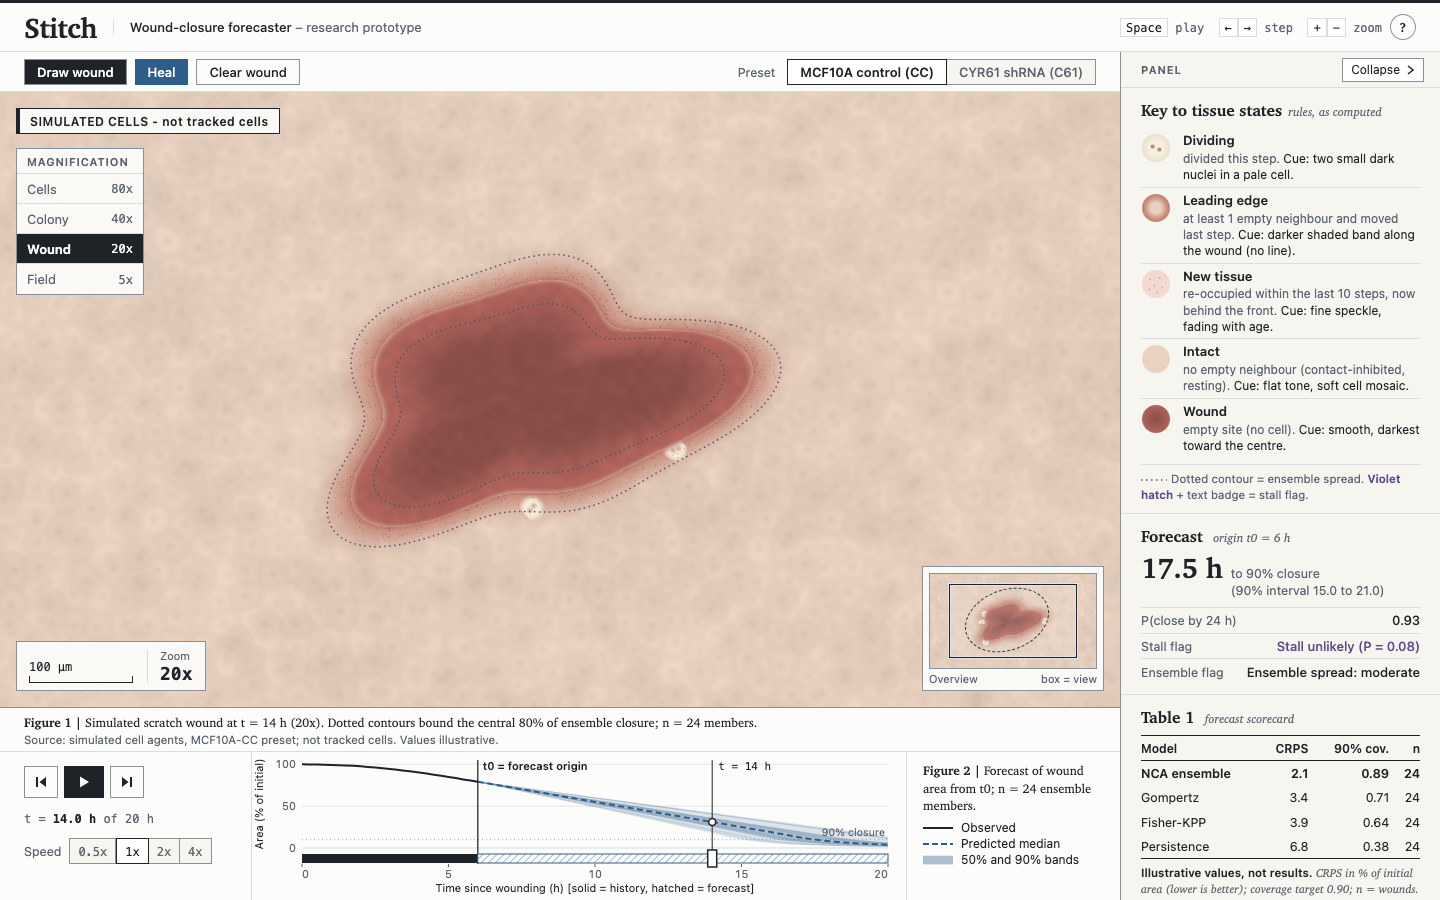 Stitch
Wound-closure forecaster – research prototype
Space play ← → step + − zoom ?
Draw wound Heal Clear wound
Preset MCF10A control (CC) CYR61 shRNA (C61)
SIMULATED CELLS - not tracked cells
MAGNIFICATION
Cells 80x
Colony 40x
Wound 20x
Field 5x
100 µm
Zoom
20x
Overview box = view
Figure 1 | Simulated scratch wound at t = 14 h (20x). Dotted contours bound the central 80% of ensemble closure; n = 24 members.
Source: simulated cell agents, MCF10A-CC preset; not tracked cells. Values illustrative.
t = 14.0 h of 20 h
Speed 0.5x 1x 2x 4x
Area (% of initial)
100
50
0
t0 = forecast origin
t = 14 h
90% closure
0 5 10 15 20
Time since wounding (h) [solid = history, hatched = forecast]
Figure 2 | Forecast of wound
area from t0; n = 24 ensemble
members.
Observed
Predicted median
50% and 90% bands
PANEL
Collapse
Key to tissue states rules, as computed
Dividing
divided this step. Cue: two small dark
nuclei in a pale cell.
Leading edge
at least 1 empty neighbour and moved
last step. Cue: darker shaded band along
the wound (no line).
New tissue
re-occupied within the last 10 steps, now
behind the front. Cue: fine speckle,
fading with age.
Intact
no empty neighbour (contact-inhibited,
resting). Cue: flat tone, soft cell mosaic.
Wound
empty site (no cell). Cue: smooth, darkest
toward the centre.
Dotted contour = ensemble spread. Violet
hatch + text badge = stall flag.
Forecast origin t0 = 6 h
17.5 h to 90% closure
(90% interval 15.0 to 21.0)
P(close by 24 h) 0.93
Stall flag Stall unlikely (P = 0.08)
Ensemble flag Ensemble spread: moderate
Table 1 forecast scorecard
Model CRPS 90% cov. n
NCA ensemble 2.1 0.89 24
Gompertz 3.4 0.71 24
Fisher-KPP 3.9 0.64 24
Persistence 6.8 0.38 24
Illustrative values, not results. CRPS in % of initial
area (lower is better); coverage target 0.90; n = wounds.